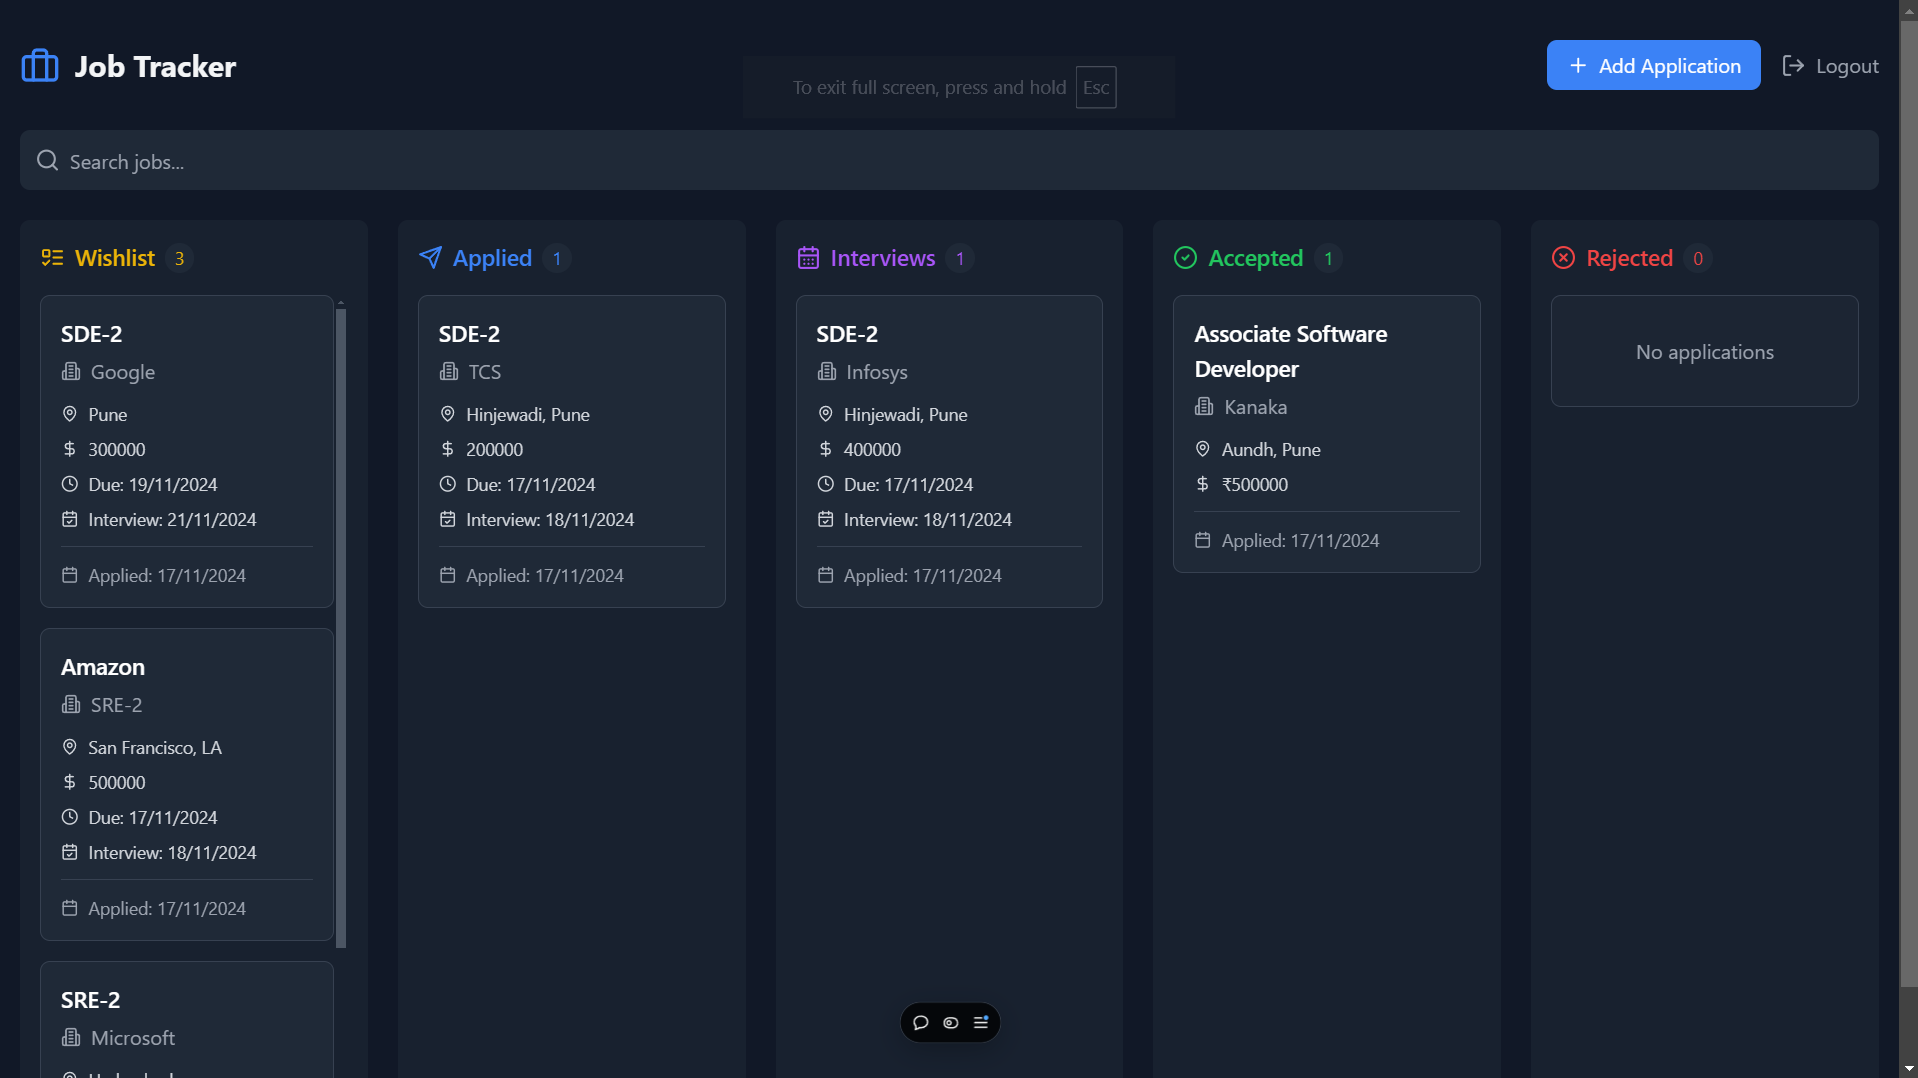 Job Tracker
To exit full screen, press and hold Esc
Add Application
Logout
Search jobs...
Wishlist 3
SDE-2
Google
Pune
300000
Due: 19/11/2024
Interview: 21/11/2024
Applied: 17/11/2024
Amazon
SRE-2
San Francisco, LA
500000
Due: 17/11/2024
Interview: 18/11/2024
Applied: 17/11/2024
SRE-2
Microsoft
Applied 1
SDE-2
TCS
Hinjewadi, Pune
200000
Due: 17/11/2024
Interview: 18/11/2024
Applied: 17/11/2024
Interviews 1
SDE-2
Infosys
Hinjewadi, Pune
400000
Due: 17/11/2024
Interview: 18/11/2024
Applied: 17/11/2024
Accepted 1
Associate Software
Developer
Kanaka
Aundh, Pune
₹500000
Applied: 17/11/2024
Rejected 0
No applications